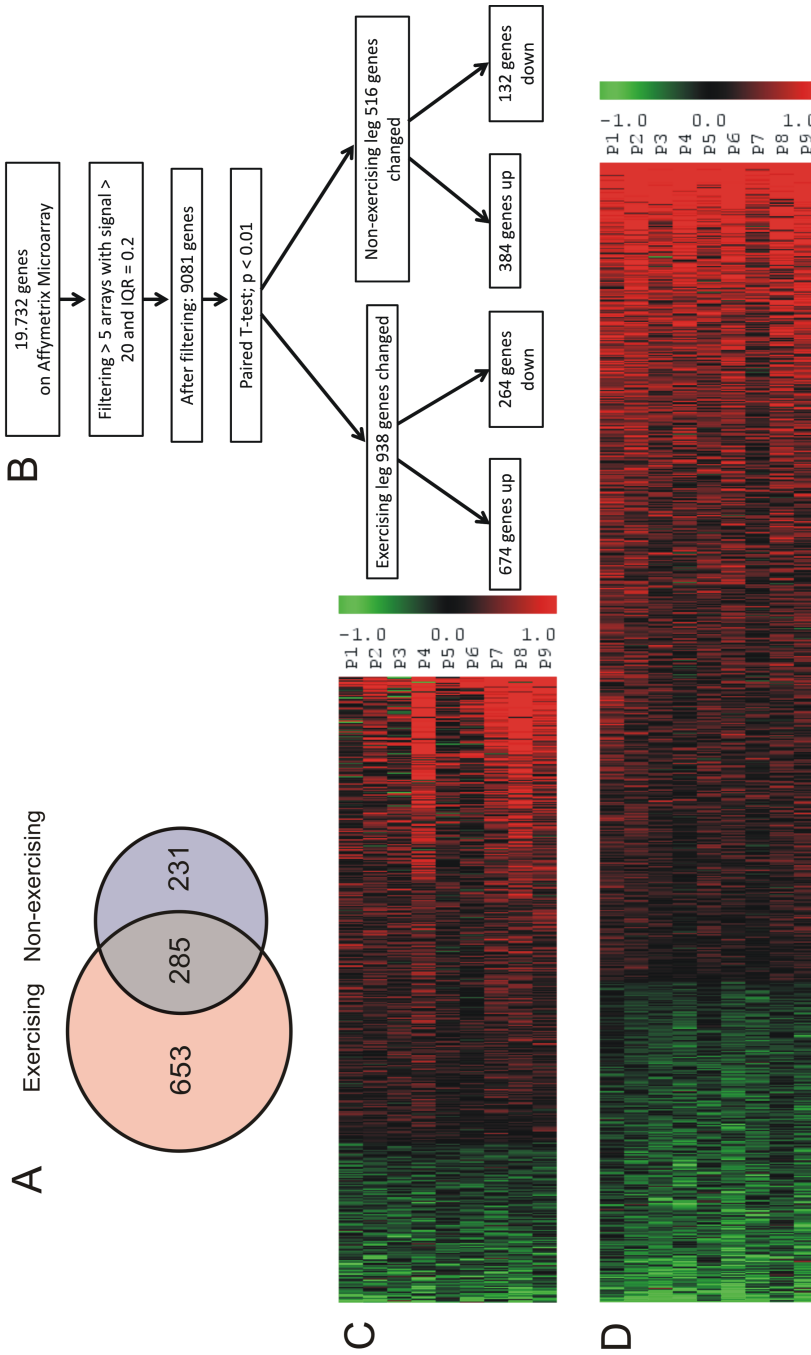 A
Exercising
Non-exercising
653
285
231
B
19.732 genes
on Affymetrix Microarray
Filtering > 5 arrays with signal >
20 and IQR = 0.2
After filtering: 9081 genes
Paired T-test; p < 0.01
Exercising leg 938 genes changed
Non-exercising leg 516 genes
changed
674 genes up
264 genes
down
384 genes up
132 genes
down
C
-1.0
0.0
1.0
P1
P2
P3
P4
P5
P6
P7
P8
P9
D
-1.0
0.0
1.0
P1
P2
P3
P4
P5
P6
P7
P8
P9